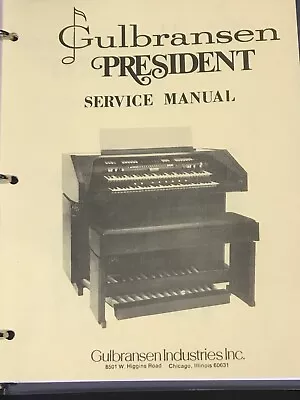 Gulbransen
PRESIDENT
SERVICE MANUAL
Gulbransen Industries Inc.
8501 W. Higgins Road Chicago, Illinois 60631